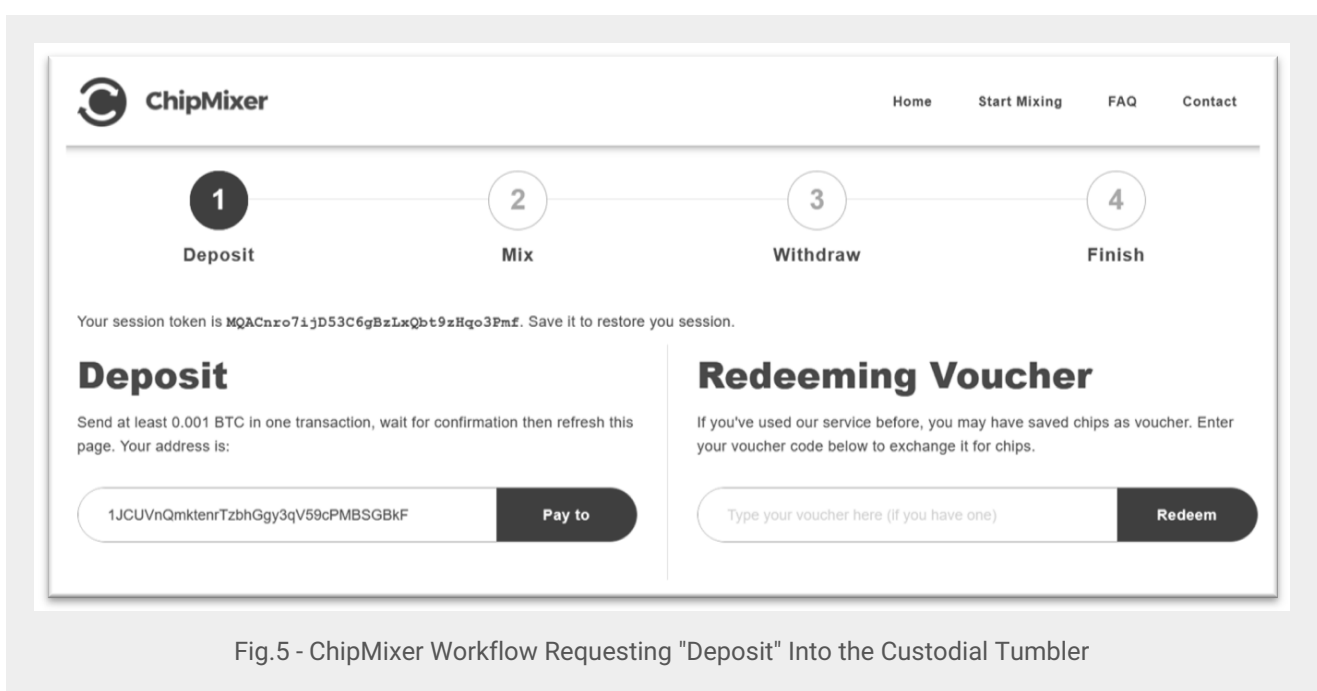 ChipMixer
Home Start Mixing FAQ Contact
1 2 3 4
Deposit Mix Withdraw Finish
Your session token is MQACnro7ijD53C6gBzLxQbt9zHqo3Pmf. Save it to restore you session.
Deposit
Send at least 0.001 BTC in one transaction, wait for confirmation then refresh this
page. Your address is:
1JCUVnQmktenrTzbhGgy3qV59cPMBSGBkF Pay to
Redeeming Voucher
If you've used our service before, you may have saved chips as voucher. Enter
your voucher code below to exchange it for chips.
Type your voucher here (if you have one) Redeem
Fig.5 - ChipMixer Workflow Requesting "Deposit" Into the Custodial Tumbler